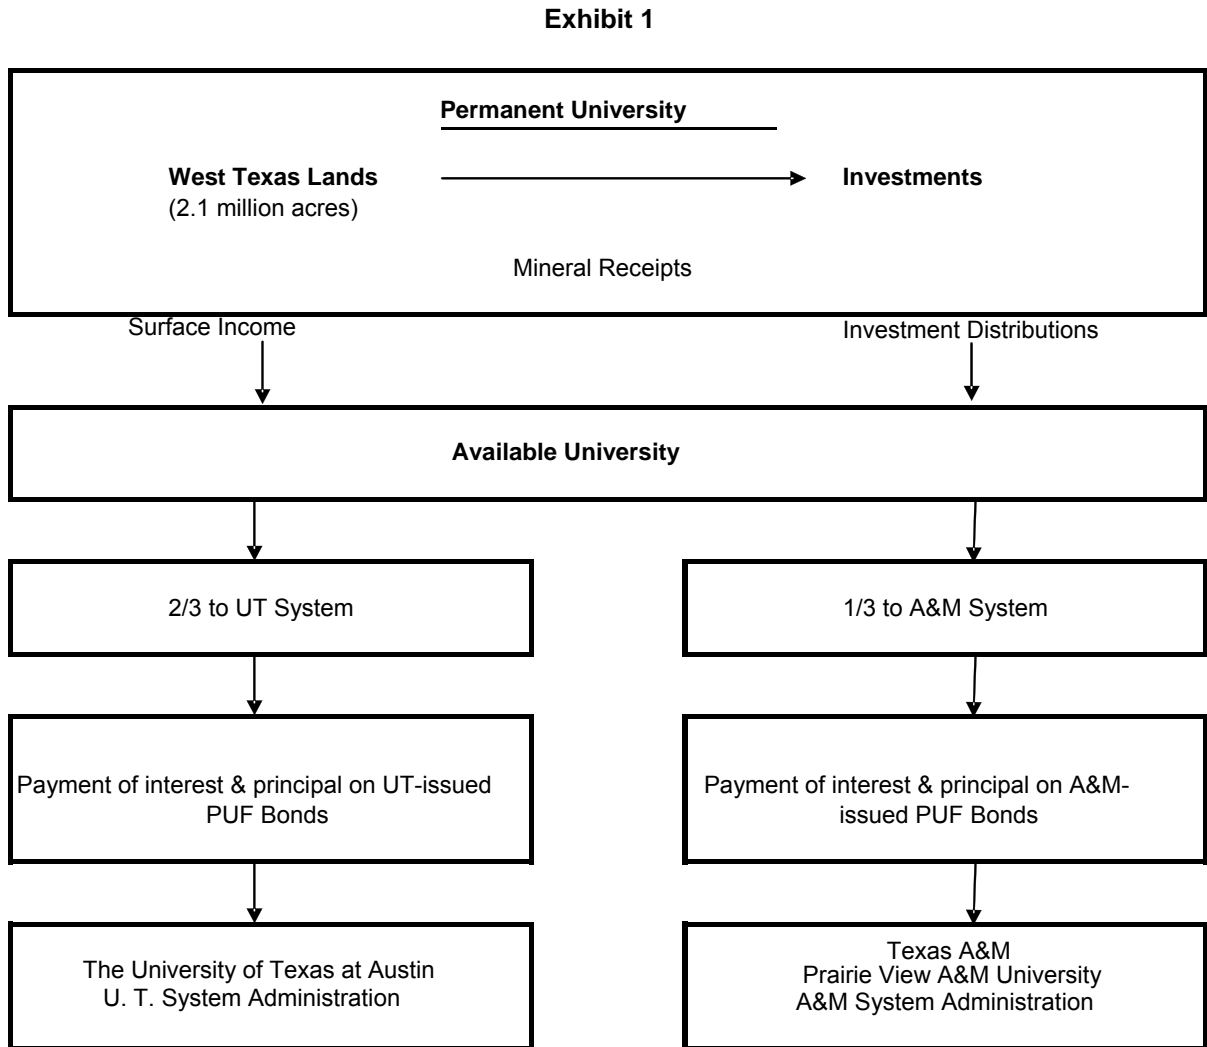 Exhibit 1
Permanent University
West Texas Lands
Investments
(2.1 million acres)
Mineral Receipts
Surface Income
Investment Distributions
Available University
2/3 to UT System
1/3 to A&M System
Payment of interest & principal on UT-issued
PUF Bonds
Payment of interest & principal on A&M-
issued PUF Bonds
The University of Texas at Austin
U. T. System Administration
Texas A&M
Prairie View A&M University
A&M System Administration